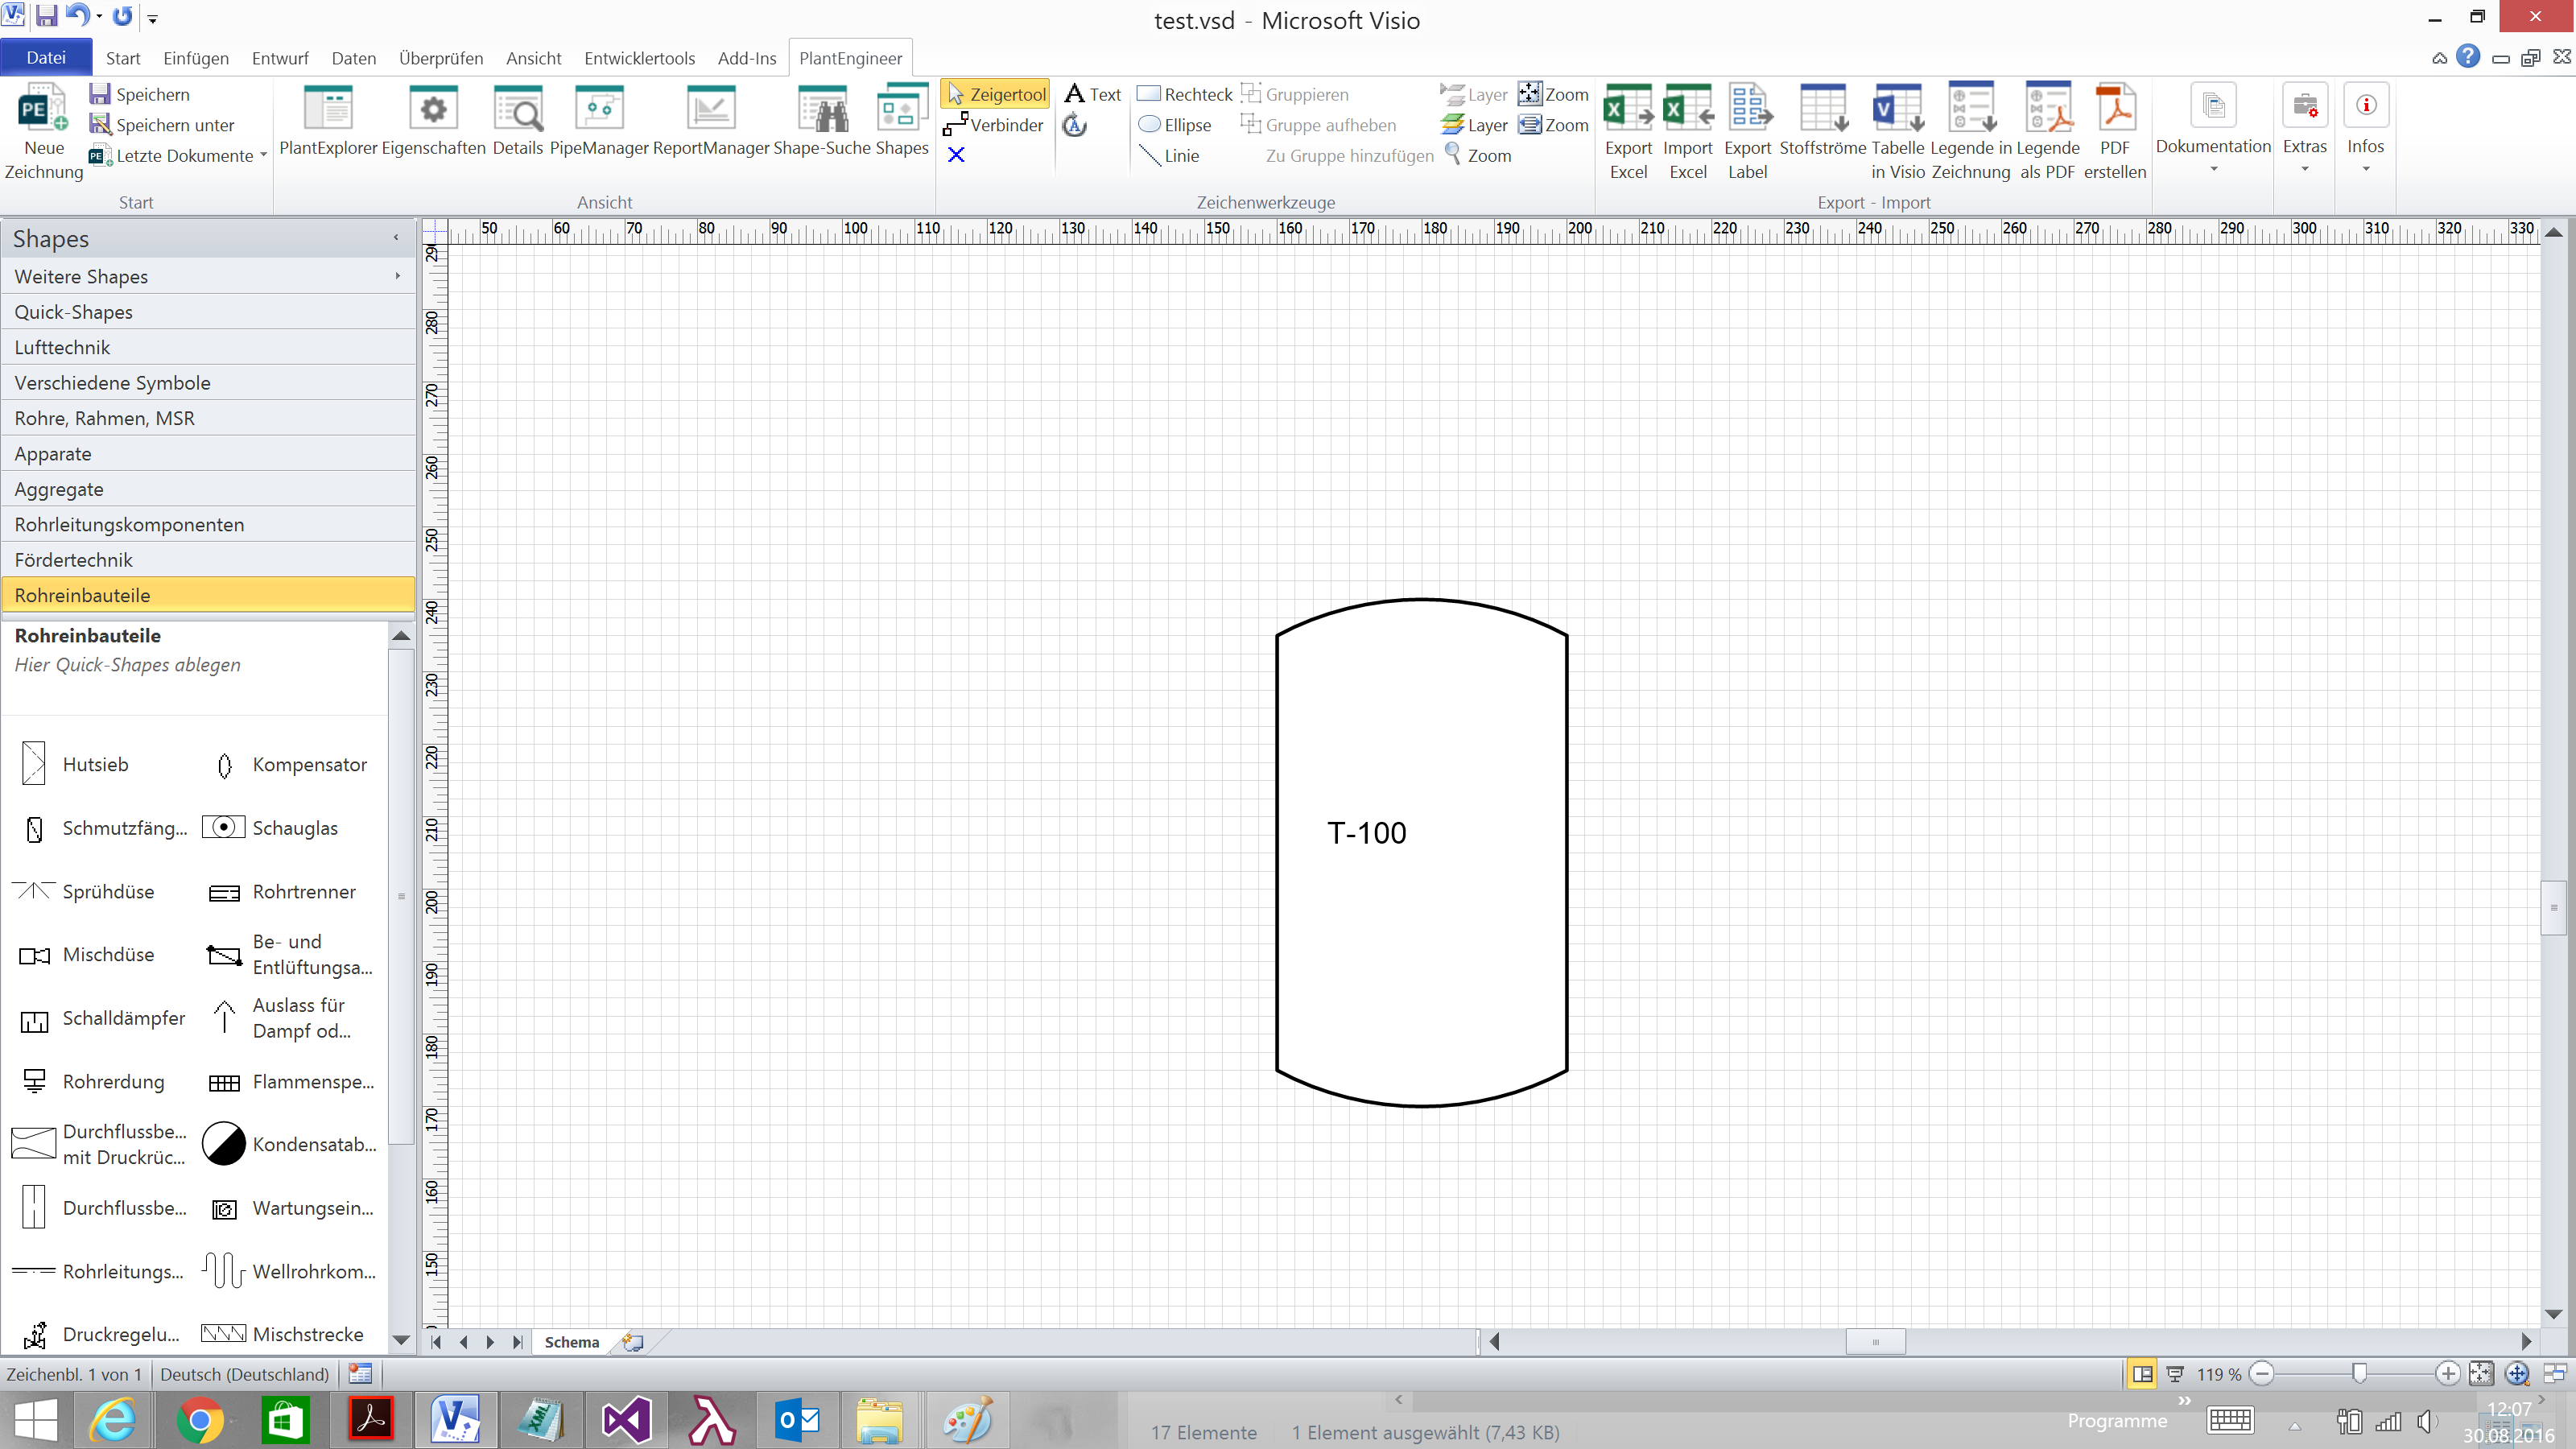 test.vsd - Microsoft Visio
Datei Start Einfügen Entwurf Daten Überprüfen Ansicht Entwicklertools Add-Ins PlantEngineer
Neue Zeichnung
Speichern
Speichern unter
Letzte Dokumente
Start
PlantExplorer Eigenschaften Details PipeManager ReportManager Shape-Suche Shapes
Ansicht
Zeigertool
Verbinder
Text
Rechteck
Ellipse
Linie
Gruppieren
Gruppe aufheben
Zu Gruppe hinzufügen
Layer
Layer
Zoom
Zoom
Zoom
Zeichenwerkzeuge
Export Excel
Import Excel
Export Label
Stoffströme
Tabelle in Visio
Legende in Zeichnung
Legende als PDF
PDF erstellen
Export - Import
Dokumentation
Extras
Infos
Shapes
Weitere Shapes
Quick-Shapes
Lufttechnik
Verschiedene Symbole
Rohre, Rahmen, MSR
Apparate
Aggregate
Rohrleitungskomponenten
Fördertechnik
Rohreinbauteile
Rohreinbauteile
Hier Quick-Shapes ablegen
Hutsieb
Kompensator
Schmutzfäng...
Schauglas
Sprühdüse
Rohrtrenner
Mischdüse
Be- und
Entlüftungsa...
Schalldämpfer
Auslass für
Dampf od...
Rohrerdung
Flammenspe...
Durchflussbe...
mit Druckrüc...
Kondensatab...
Durchflussbe...
Wartungsein...
Rohrleitungs...
Wellrohrkom...
Druckregelu...
Mischstrecke
50 60 70 80 90 100 110 120 130 140 150 160 170 180 190 200 210 220 230 240 250 260 270 280 290 300 310 320 330
280
270
260
250
240
230
220
210
200
190
180
170
160
150
T-100
Schema
Zeichenbl. 1 von 1 Deutsch (Deutschland)
119 %
17 Elemente 1 Element ausgewählt (7,43 KB)
Programme
12:07
30.08.2016